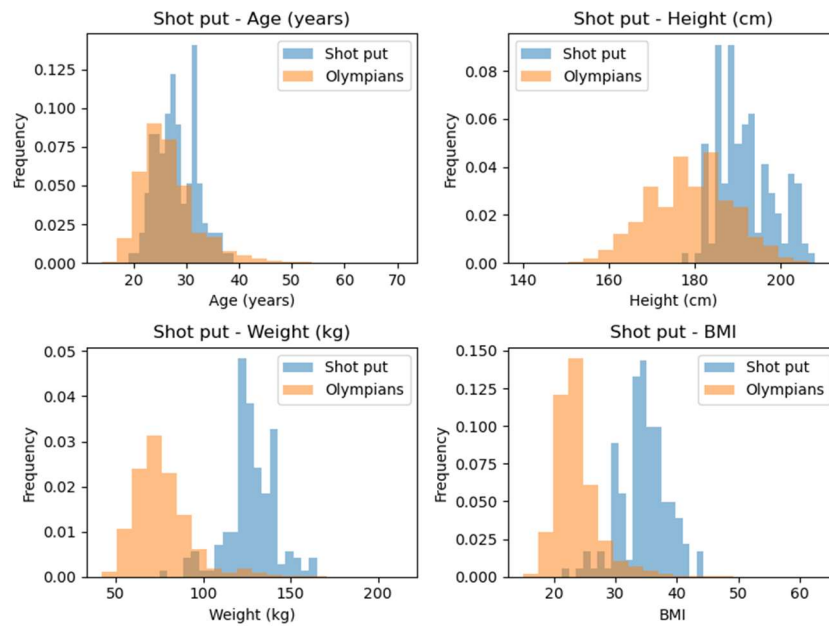 Shot put - Age (years)
Shot put
Olympians
Frequency
0.125
0.100
0.075
0.050
0.025
0.000
20 30 40 50 60 70
Age (years)
Shot put - Height (cm)
Shot put
Olympians
Frequency
0.08
0.06
0.04
0.02
0.00
140 160 180 200
Height (cm)
Shot put - Weight (kg)
Shot put
Olympians
Frequency
0.05
0.04
0.03
0.02
0.01
0.00
50 100 150 200
Weight (kg)
Shot put - BMI
Shot put
Olympians
Frequency
0.150
0.125
0.100
0.075
0.050
0.025
0.000
20 30 40 50 60
BMI